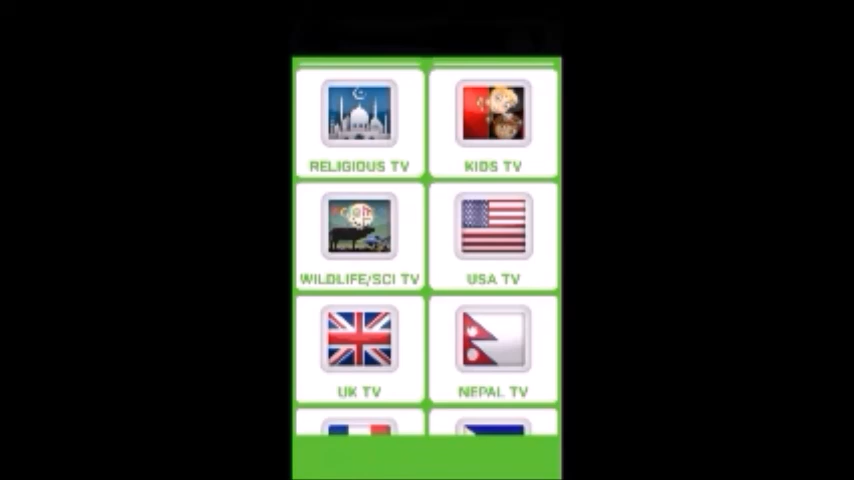 RELIGIOUS TV
KIDS TV
WILDLIFE/SCI TV
USA TV
UK TV
NEPAL TV